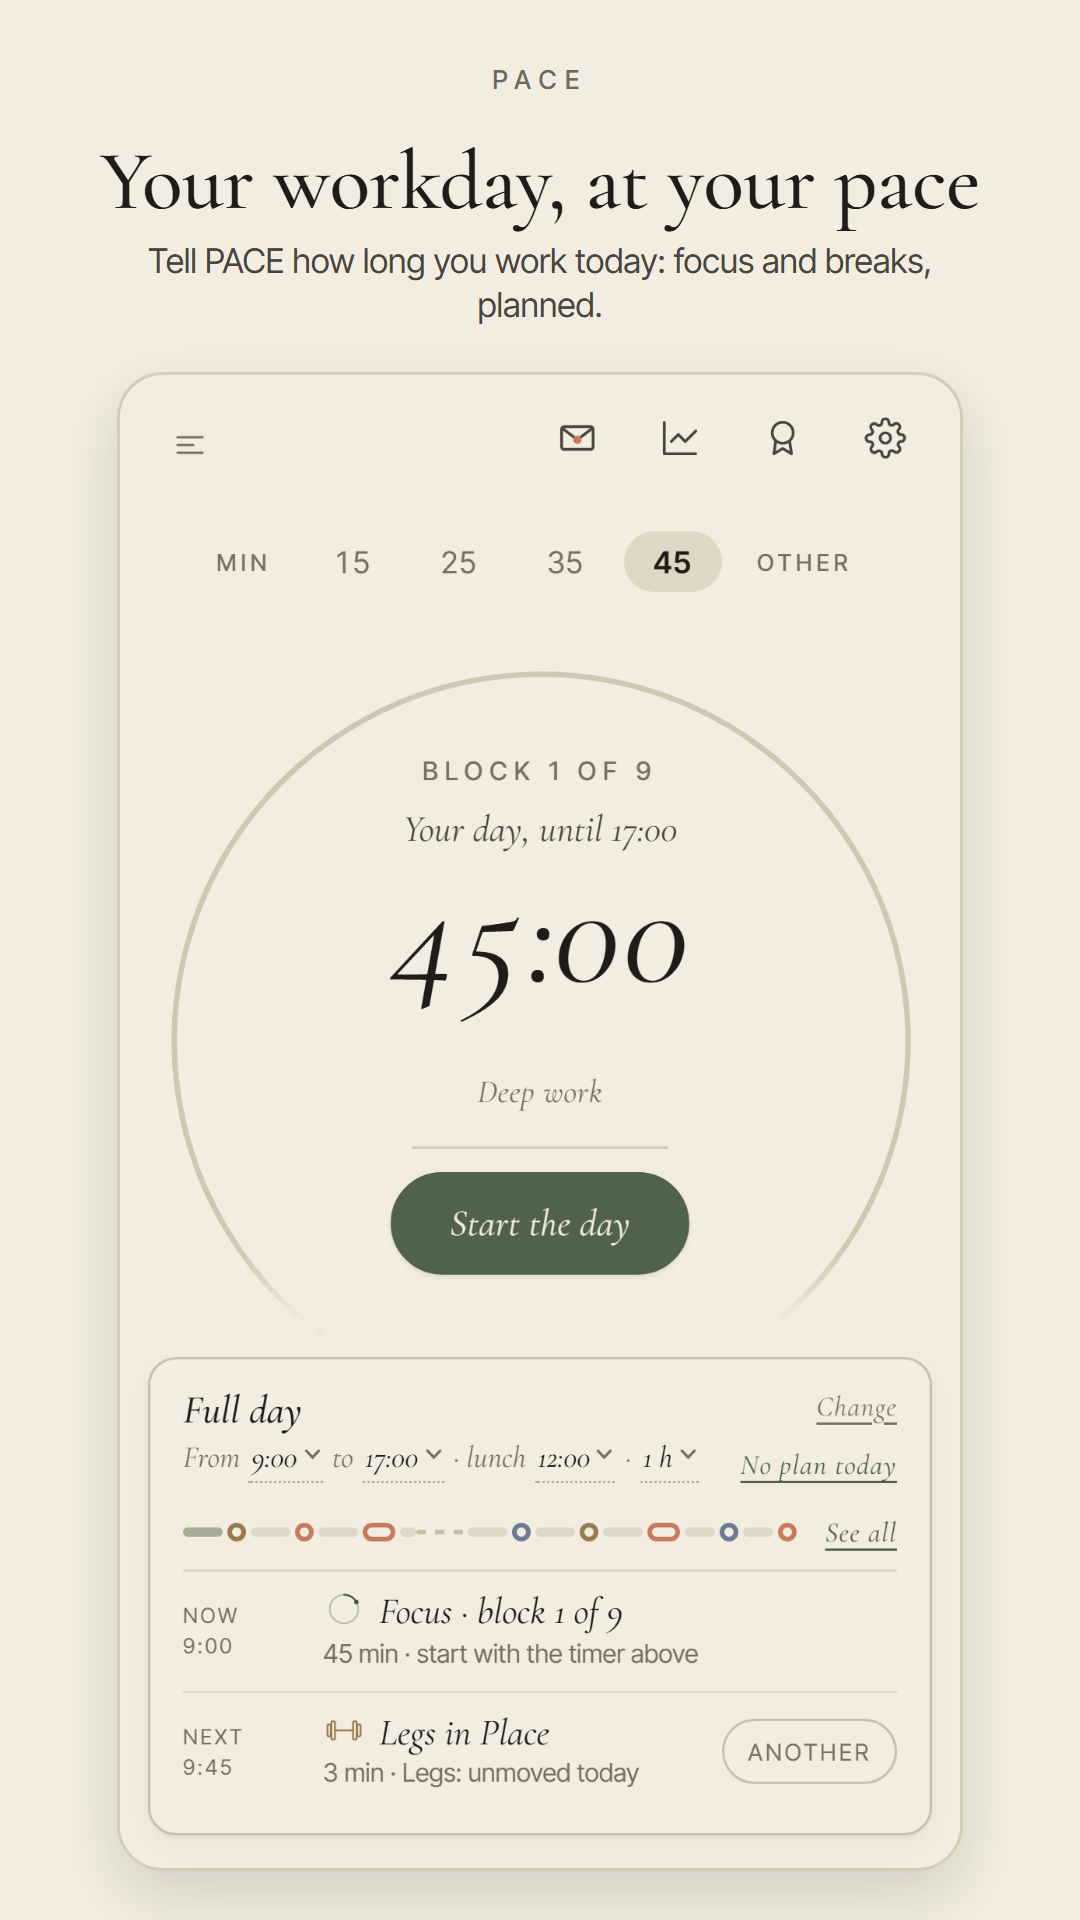 PACE
Your workday, at your pace
Tell PACE how long you work today: focus and breaks,
planned.
MIN 15 25 35 45 OTHER
BLOCK 1 OF 9
Your day, until 17:00
45:00
Deep work
Start the day
Full day
Change
From 9:00 to 17:00 · lunch 12:00 · 1 h
No plan today
See all
NOW
9:00
Focus · block 1 of 9
45 min · start with the timer above
NEXT
9:45
Legs in Place
3 min · Legs: unmoved today
ANOTHER